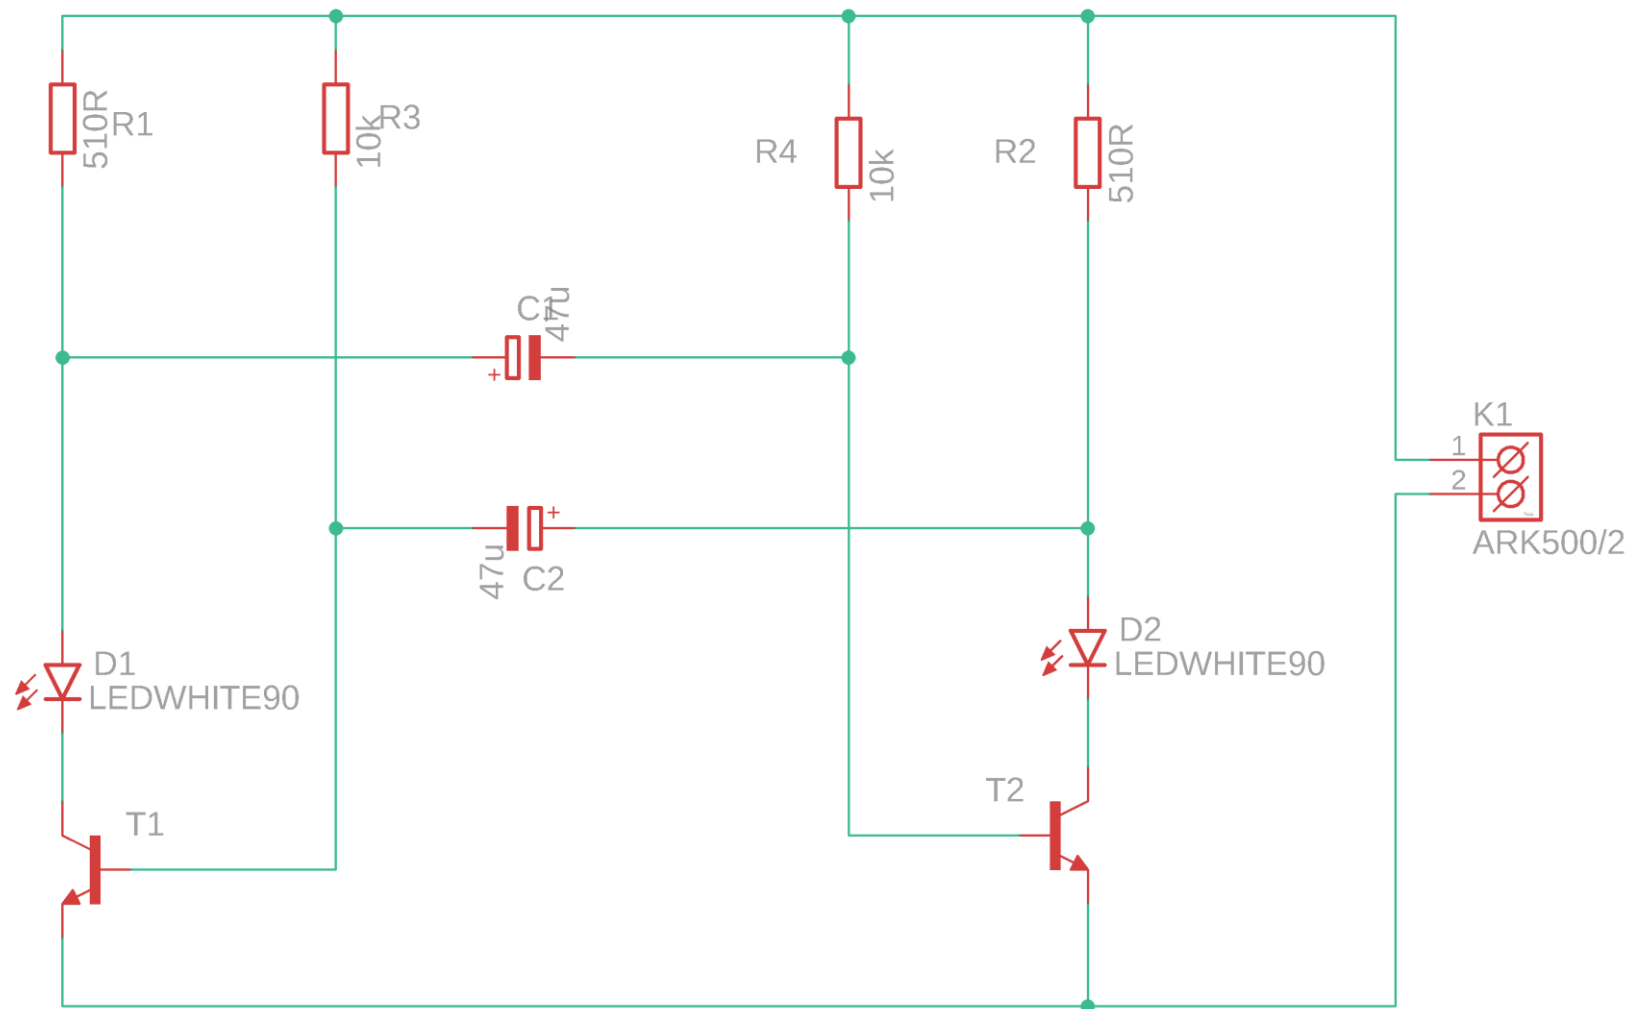 510R
R1
10k
R3
R4
10k
R2
510R
C1
47u
+
K1
1
2
ARK500/2
+
47u
C2
D1
LEDWHITE90
D2
LEDWHITE90
T1
T2